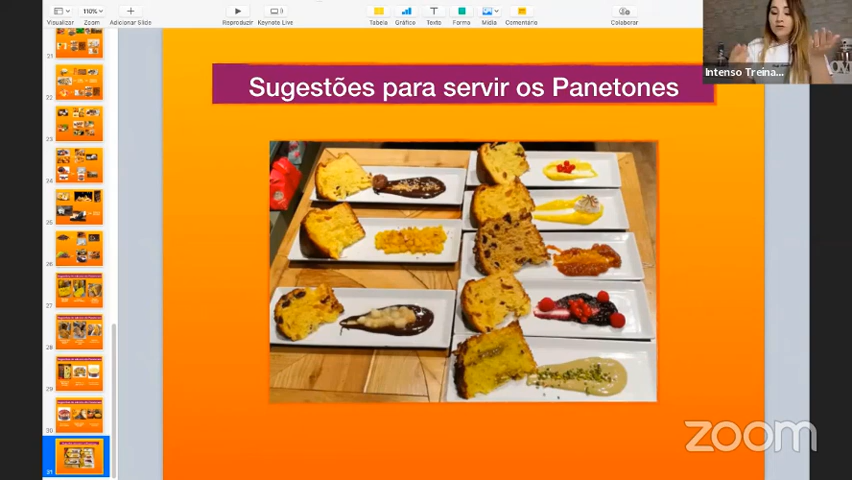 110%
Visualizar
Zoom
Adicionar Slide
Reproduzir
Keynote Live
Tabela
Gráfico
Texto
Forma
Mídia
Comentário
Colaborar
Intenso Treina...
Sugestões para servir os Panetones
21
22
23
24
25
26
27
28
29
30
31
zoom